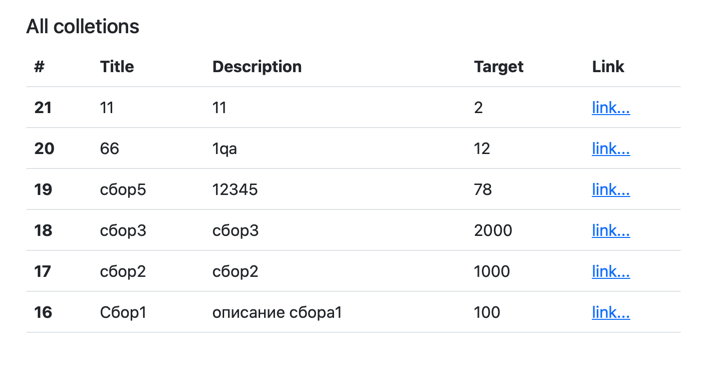 All colletions
# Title Description Target Link
21 11 11 2 link...
20 66 1qa 12 link...
19 сбор5 12345 78 link...
18 сбор3 сбор3 2000 link...
17 сбор2 сбор2 1000 link...
16 Сбор1 описание сбора1 100 link...